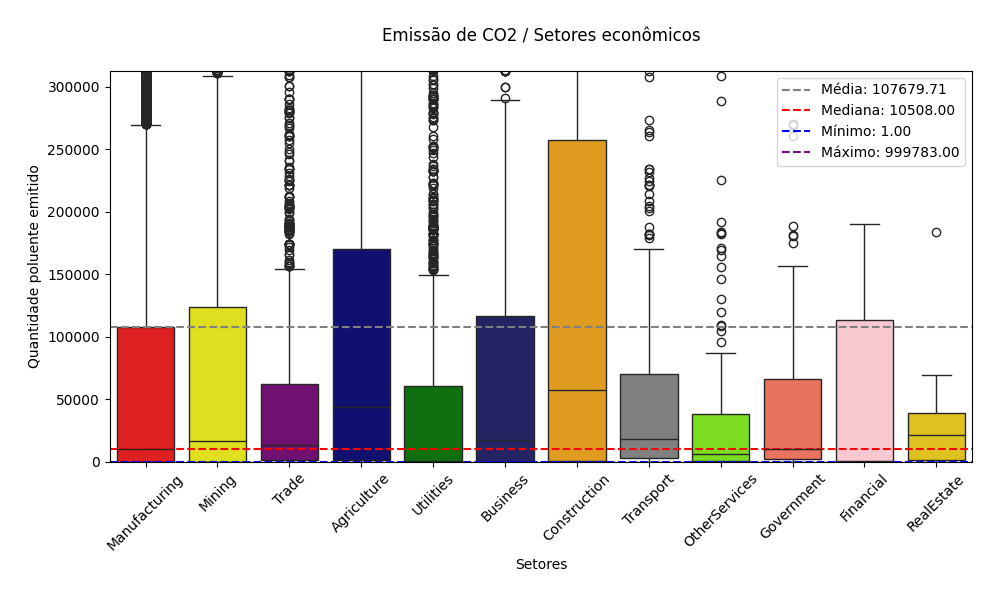 Emissão de CO2 / Setores econômicos
Média: 107679.71
Mediana: 10508.00
Mínimo: 1.00
Máximo: 999783.00
Quantidade poluente emitido
300000
250000
200000
150000
100000
50000
0
Manufacturing
Mining
Trade
Agriculture
Utilities
Business
Construction
Transport
OtherServices
Government
Financial
RealEstate
Setores